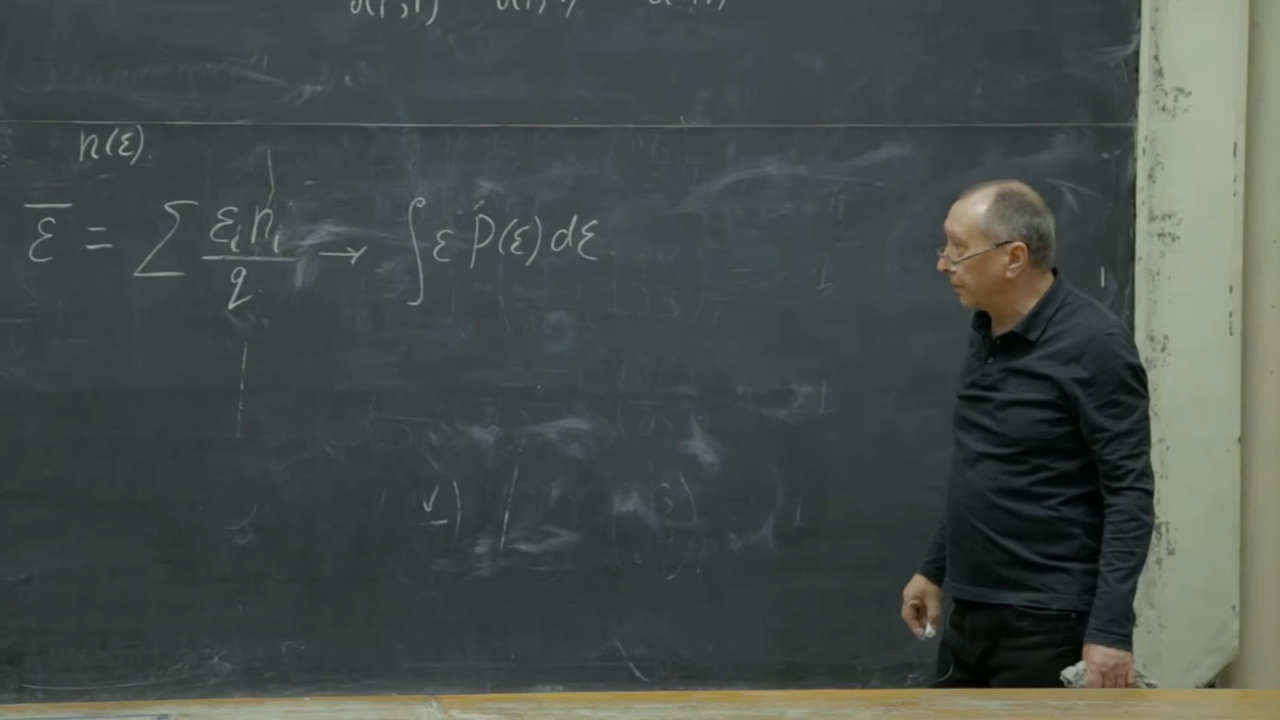 n(ε)
ε̅ = Σ εᵢnᵢ/q → ∫ε P(ε)dε